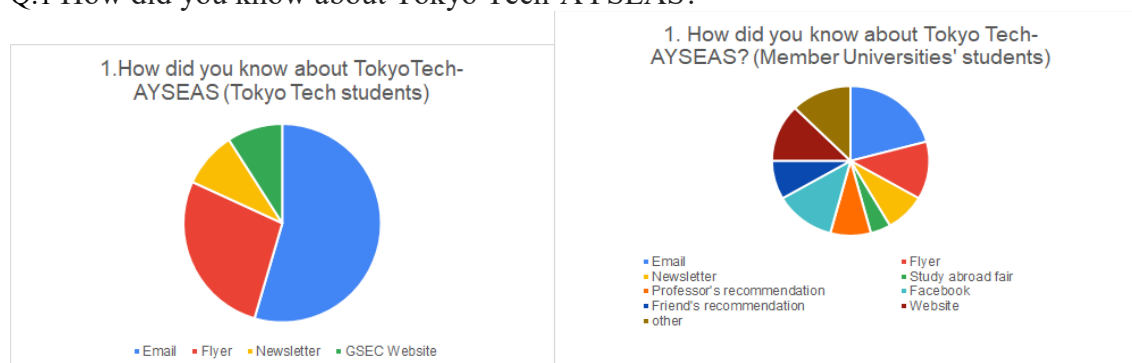 Q.1 How did you know about Tokyo Tech-AYSEAS?
1.How did you know about TokyoTech-
AYSEAS (Tokyo Tech students)
Email Flyer Newsletter GSEC Website
1. How did you know about Tokyo Tech-
AYSEAS? (Member Universities' students)
Email Flyer
Newsletter Study abroad fair
Professor's recommendation Facebook
Friend's recommendation Website
other